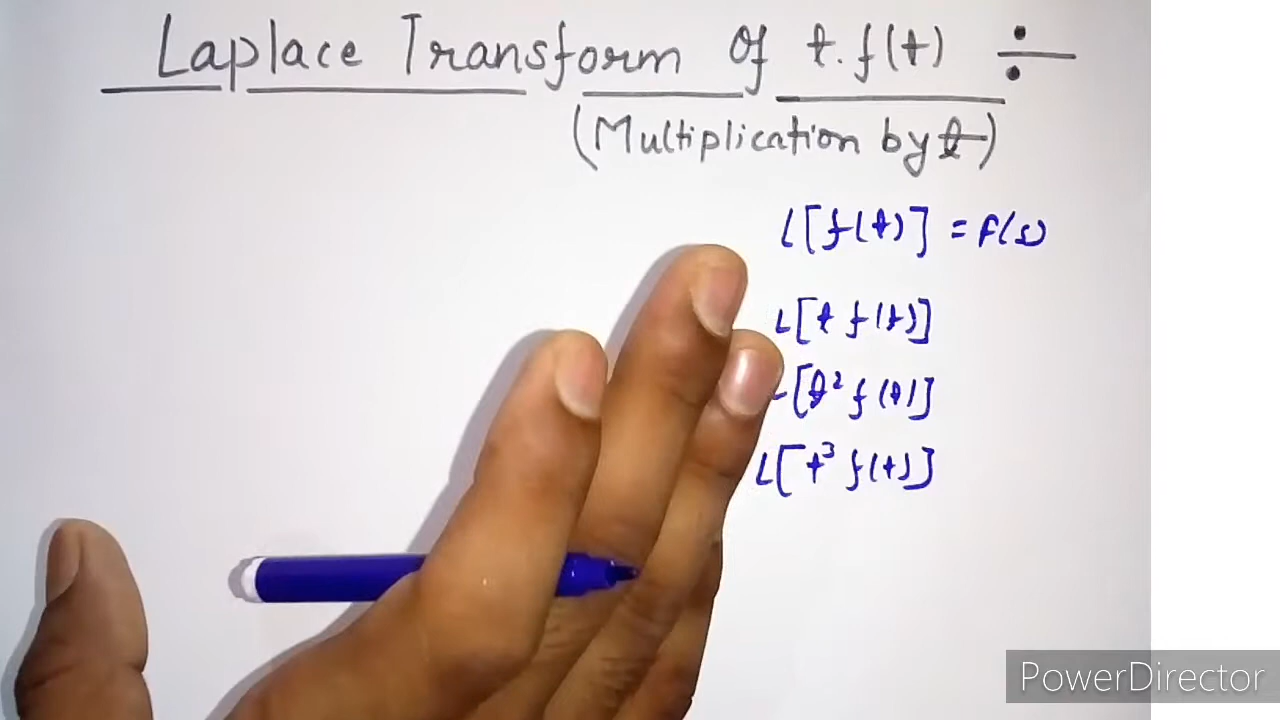 Laplace Transform Of t.f(t) ÷
(Multiplication by t)
L[f(t)] = F(s)
L[t f(t)]
L[t² f(t)]
L[t³ f(t)]
PowerDirector